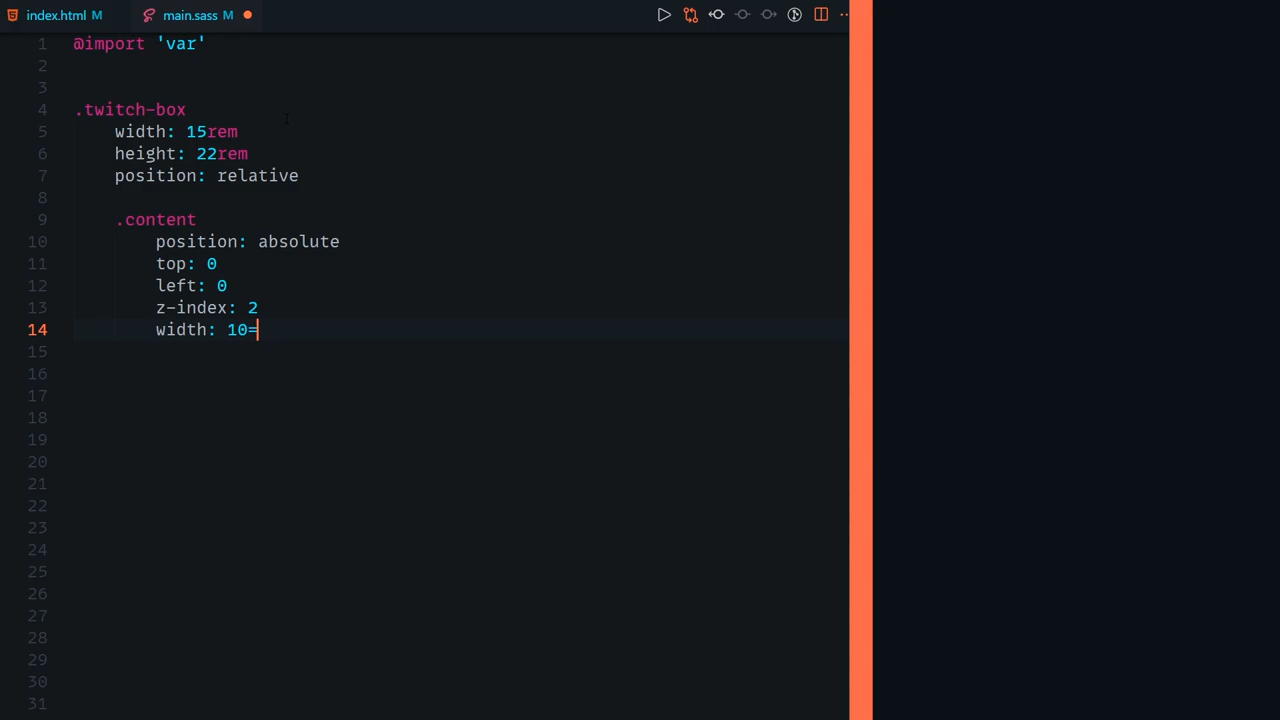 index.html M main.sass M
1 @import 'var'
2
3
4 .twitch-box
5 width: 15rem
6 height: 22rem
7 position: relative
8
9 .content
10 position: absolute
11 top: 0
12 left: 0
13 z-index: 2
14 width: 10=
15
16
17
18
19
20
21
22
23
24
25
26
27
28
29
30
31